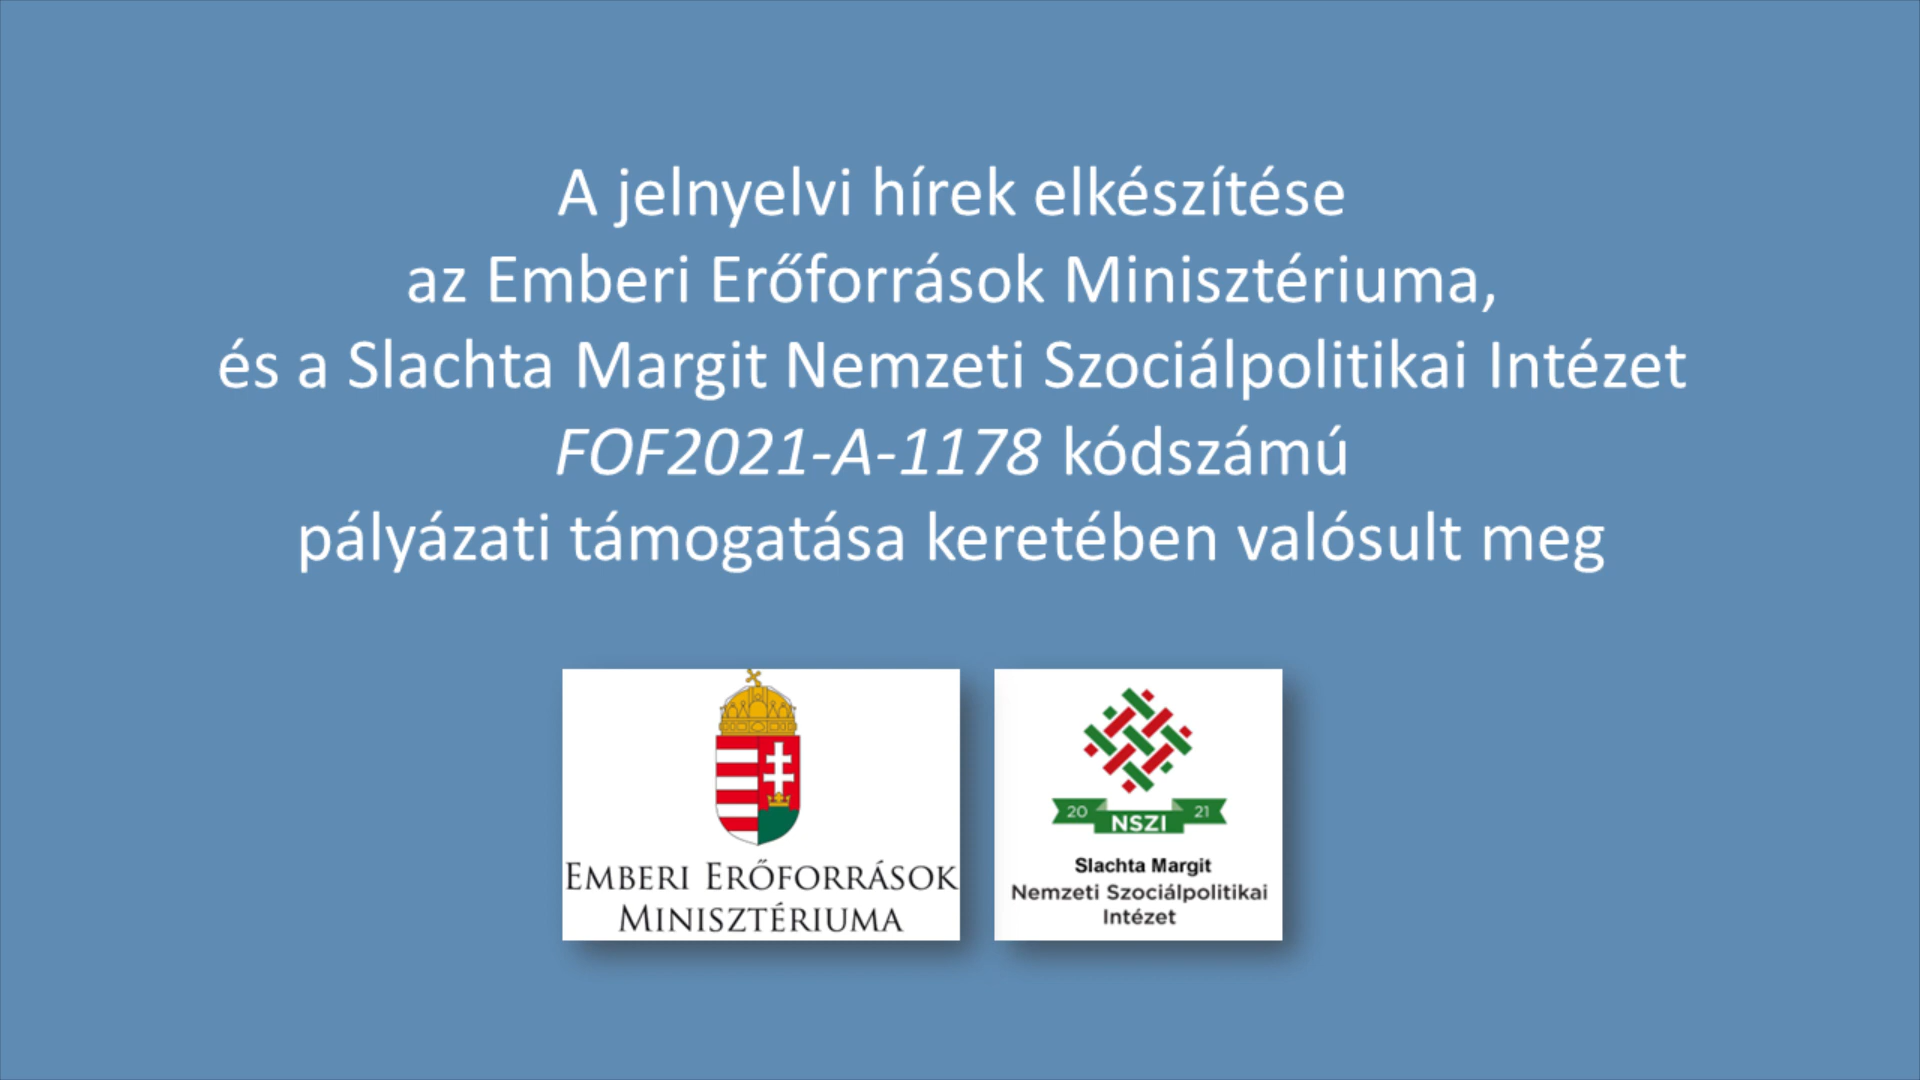 A jelnyelvi hírek elkészítése
az Emberi Erőforrások Minisztériuma,
és a Slachta Margit Nemzeti Szociálpolitikai Intézet
FOF2021-A-1178 kódszámú
pályázati támogatása keretében valósult meg
EMBERI ERŐFORRÁSOK
MINISZTÉRIUMA
20 NSZI 21
Slachta Margit
Nemzeti Szociálpolitikai
Intézet